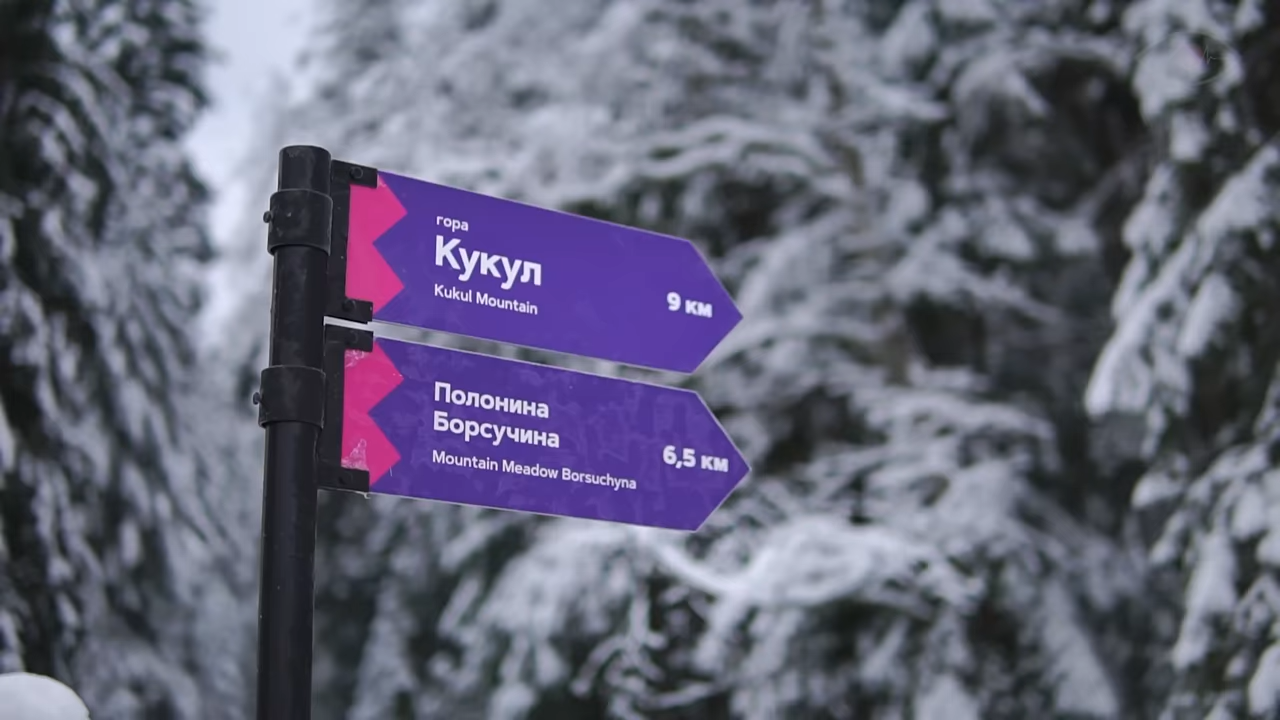 гора
Кукул
Kukul Mountain
9 км
Полонина
Борсучина
Mountain Meadow Borsuchyna
6,5 км